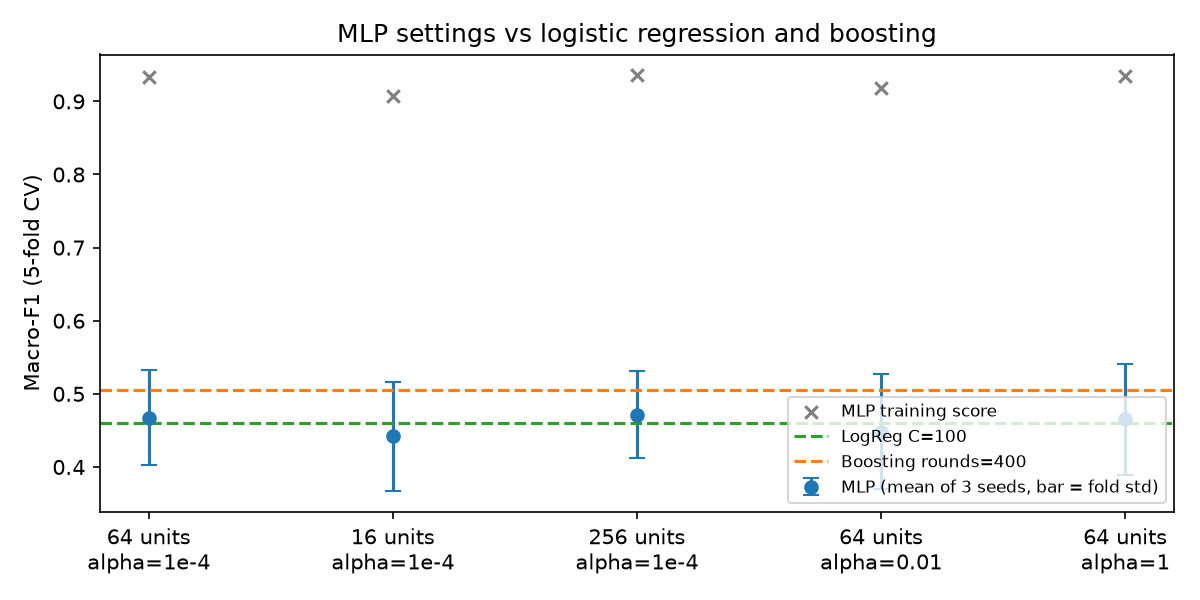 MLP settings vs logistic regression and boosting
Macro-F1 (5-fold CV)
0.9
0.8
0.7
0.6
0.5
0.4
MLP training score
LogReg C=100
Boosting rounds=400
MLP (mean of 3 seeds, bar = fold std)
64 units
alpha=1e-4
16 units
alpha=1e-4
256 units
alpha=1e-4
64 units
alpha=0.01
64 units
alpha=1